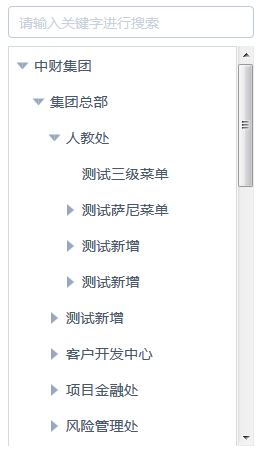 请输入关键字进行搜索
中财集团
集团总部
人教处
测试三级菜单
测试萨尼菜单
测试新增
测试新增
测试新增
客户开发中心
项目金融处
风险管理处